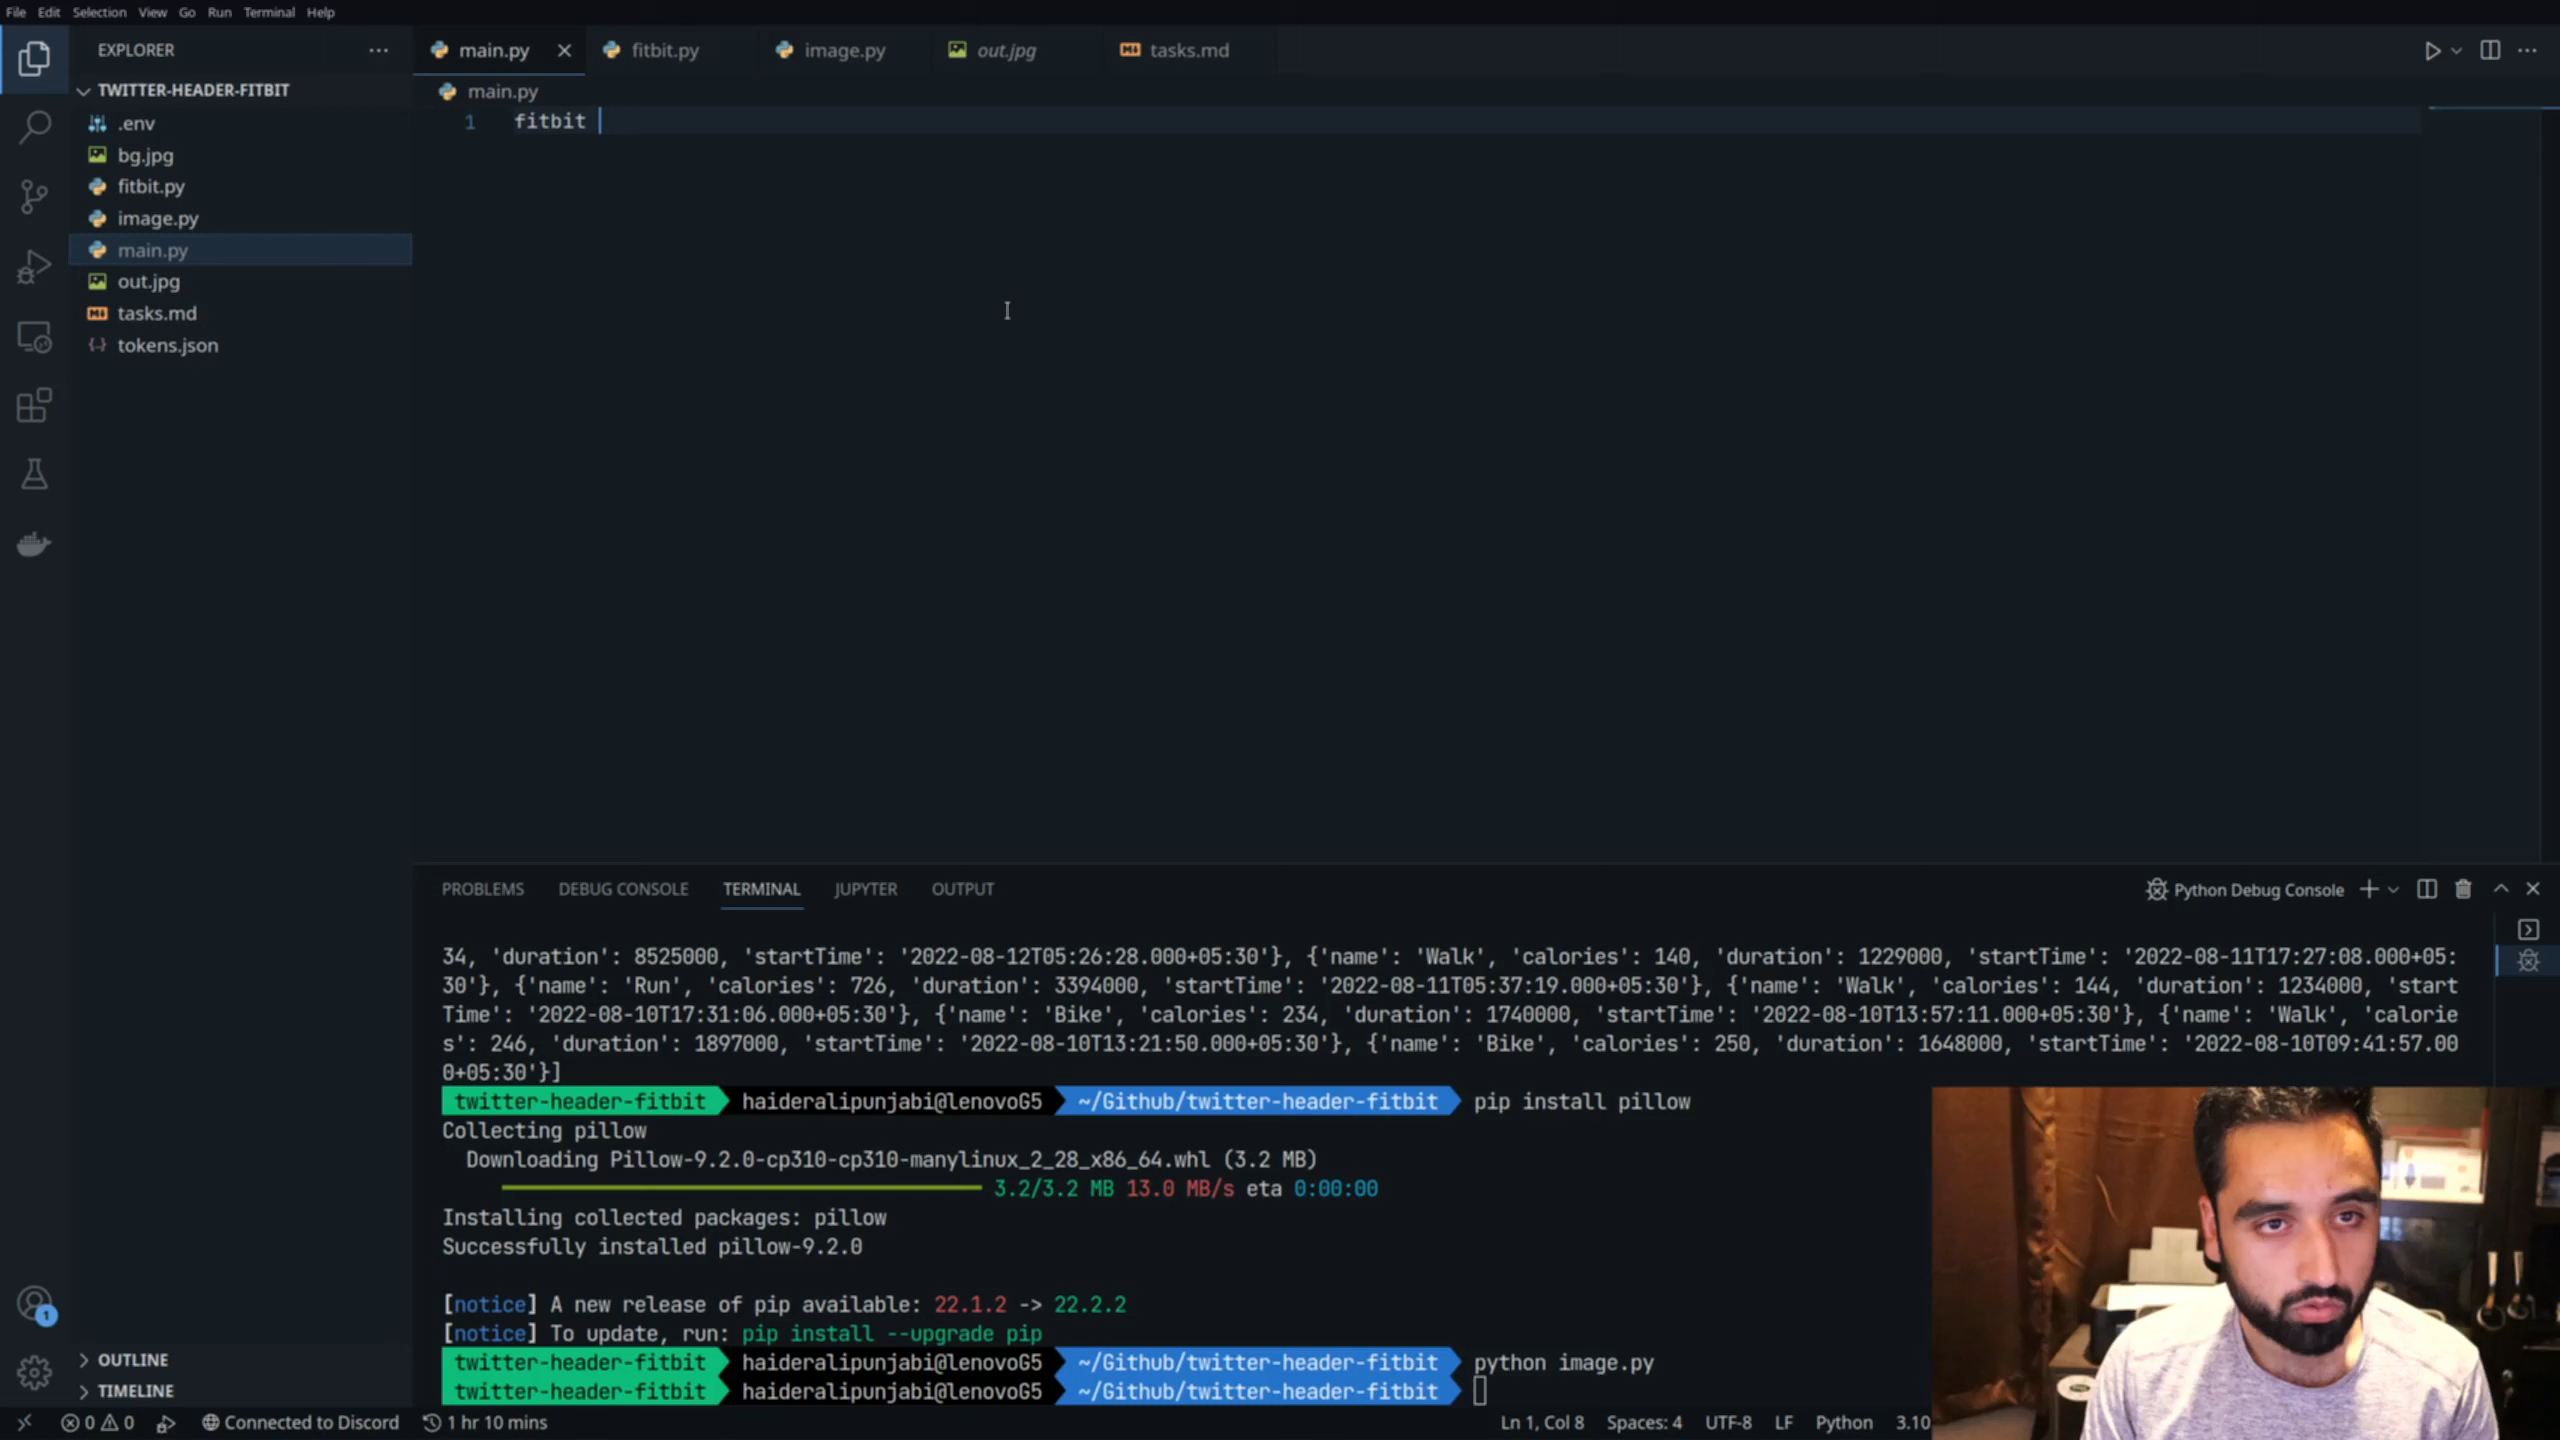 File Edit Selection View Go Run Terminal Help
EXPLORER
TWITTER-HEADER-FITBIT
.env
bg.jpg
fitbit.py
image.py
main.py
out.jpg
tasks.md
tokens.json
OUTLINE
TIMELINE
main.py fitbit.py image.py out.jpg tasks.md
main.py
1 fitbit
PROBLEMS DEBUG CONSOLE TERMINAL JUPYTER OUTPUT
Python Debug Console
34, 'duration': 8525000, 'startTime': '2022-08-12T05:26:28.000+05:30'}, {'name': 'Walk', 'calories': 140, 'duration': 1229000, 'startTime': '2022-08-11T17:27:08.000+05:
30'}, {'name': 'Run', 'calories': 726, 'duration': 3394000, 'startTime': '2022-08-11T05:37:19.000+05:30'}, {'name': 'Walk', 'calories': 144, 'duration': 1234000, 'start
Time': '2022-08-10T17:31:06.000+05:30'}, {'name': 'Bike', 'calories': 234, 'duration': 1740000, 'startTime': '2022-08-10T13:57:11.000+05:30'}, {'name': 'Walk', 'calorie
s': 246, 'duration': 1897000, 'startTime': '2022-08-10T13:21:50.000+05:30'}, {'name': 'Bike', 'calories': 250, 'duration': 1648000, 'startTime': '2022-08-10T09:41:57.00
0+05:30'}]
twitter-header-fitbit haideralipunjabi@lenovoG5 ~/Github/twitter-header-fitbit pip install pillow
Collecting pillow
Downloading Pillow-9.2.0-cp310-cp310-manylinux_2_28_x86_64.whl (3.2 MB)
3.2/3.2 MB 13.0 MB/s eta 0:00:00
Installing collected packages: pillow
Successfully installed pillow-9.2.0
[notice] A new release of pip available: 22.1.2 -> 22.2.2
[notice] To update, run: pip install --upgrade pip
twitter-header-fitbit haideralipunjabi@lenovoG5 ~/Github/twitter-header-fitbit python image.py
twitter-header-fitbit haideralipunjabi@lenovoG5 ~/Github/twitter-header-fitbit
1
0 0 Connected to Discord 1 hr 10 mins Ln 1, Col 8 Spaces: 4 UTF-8 LF Python 3.10